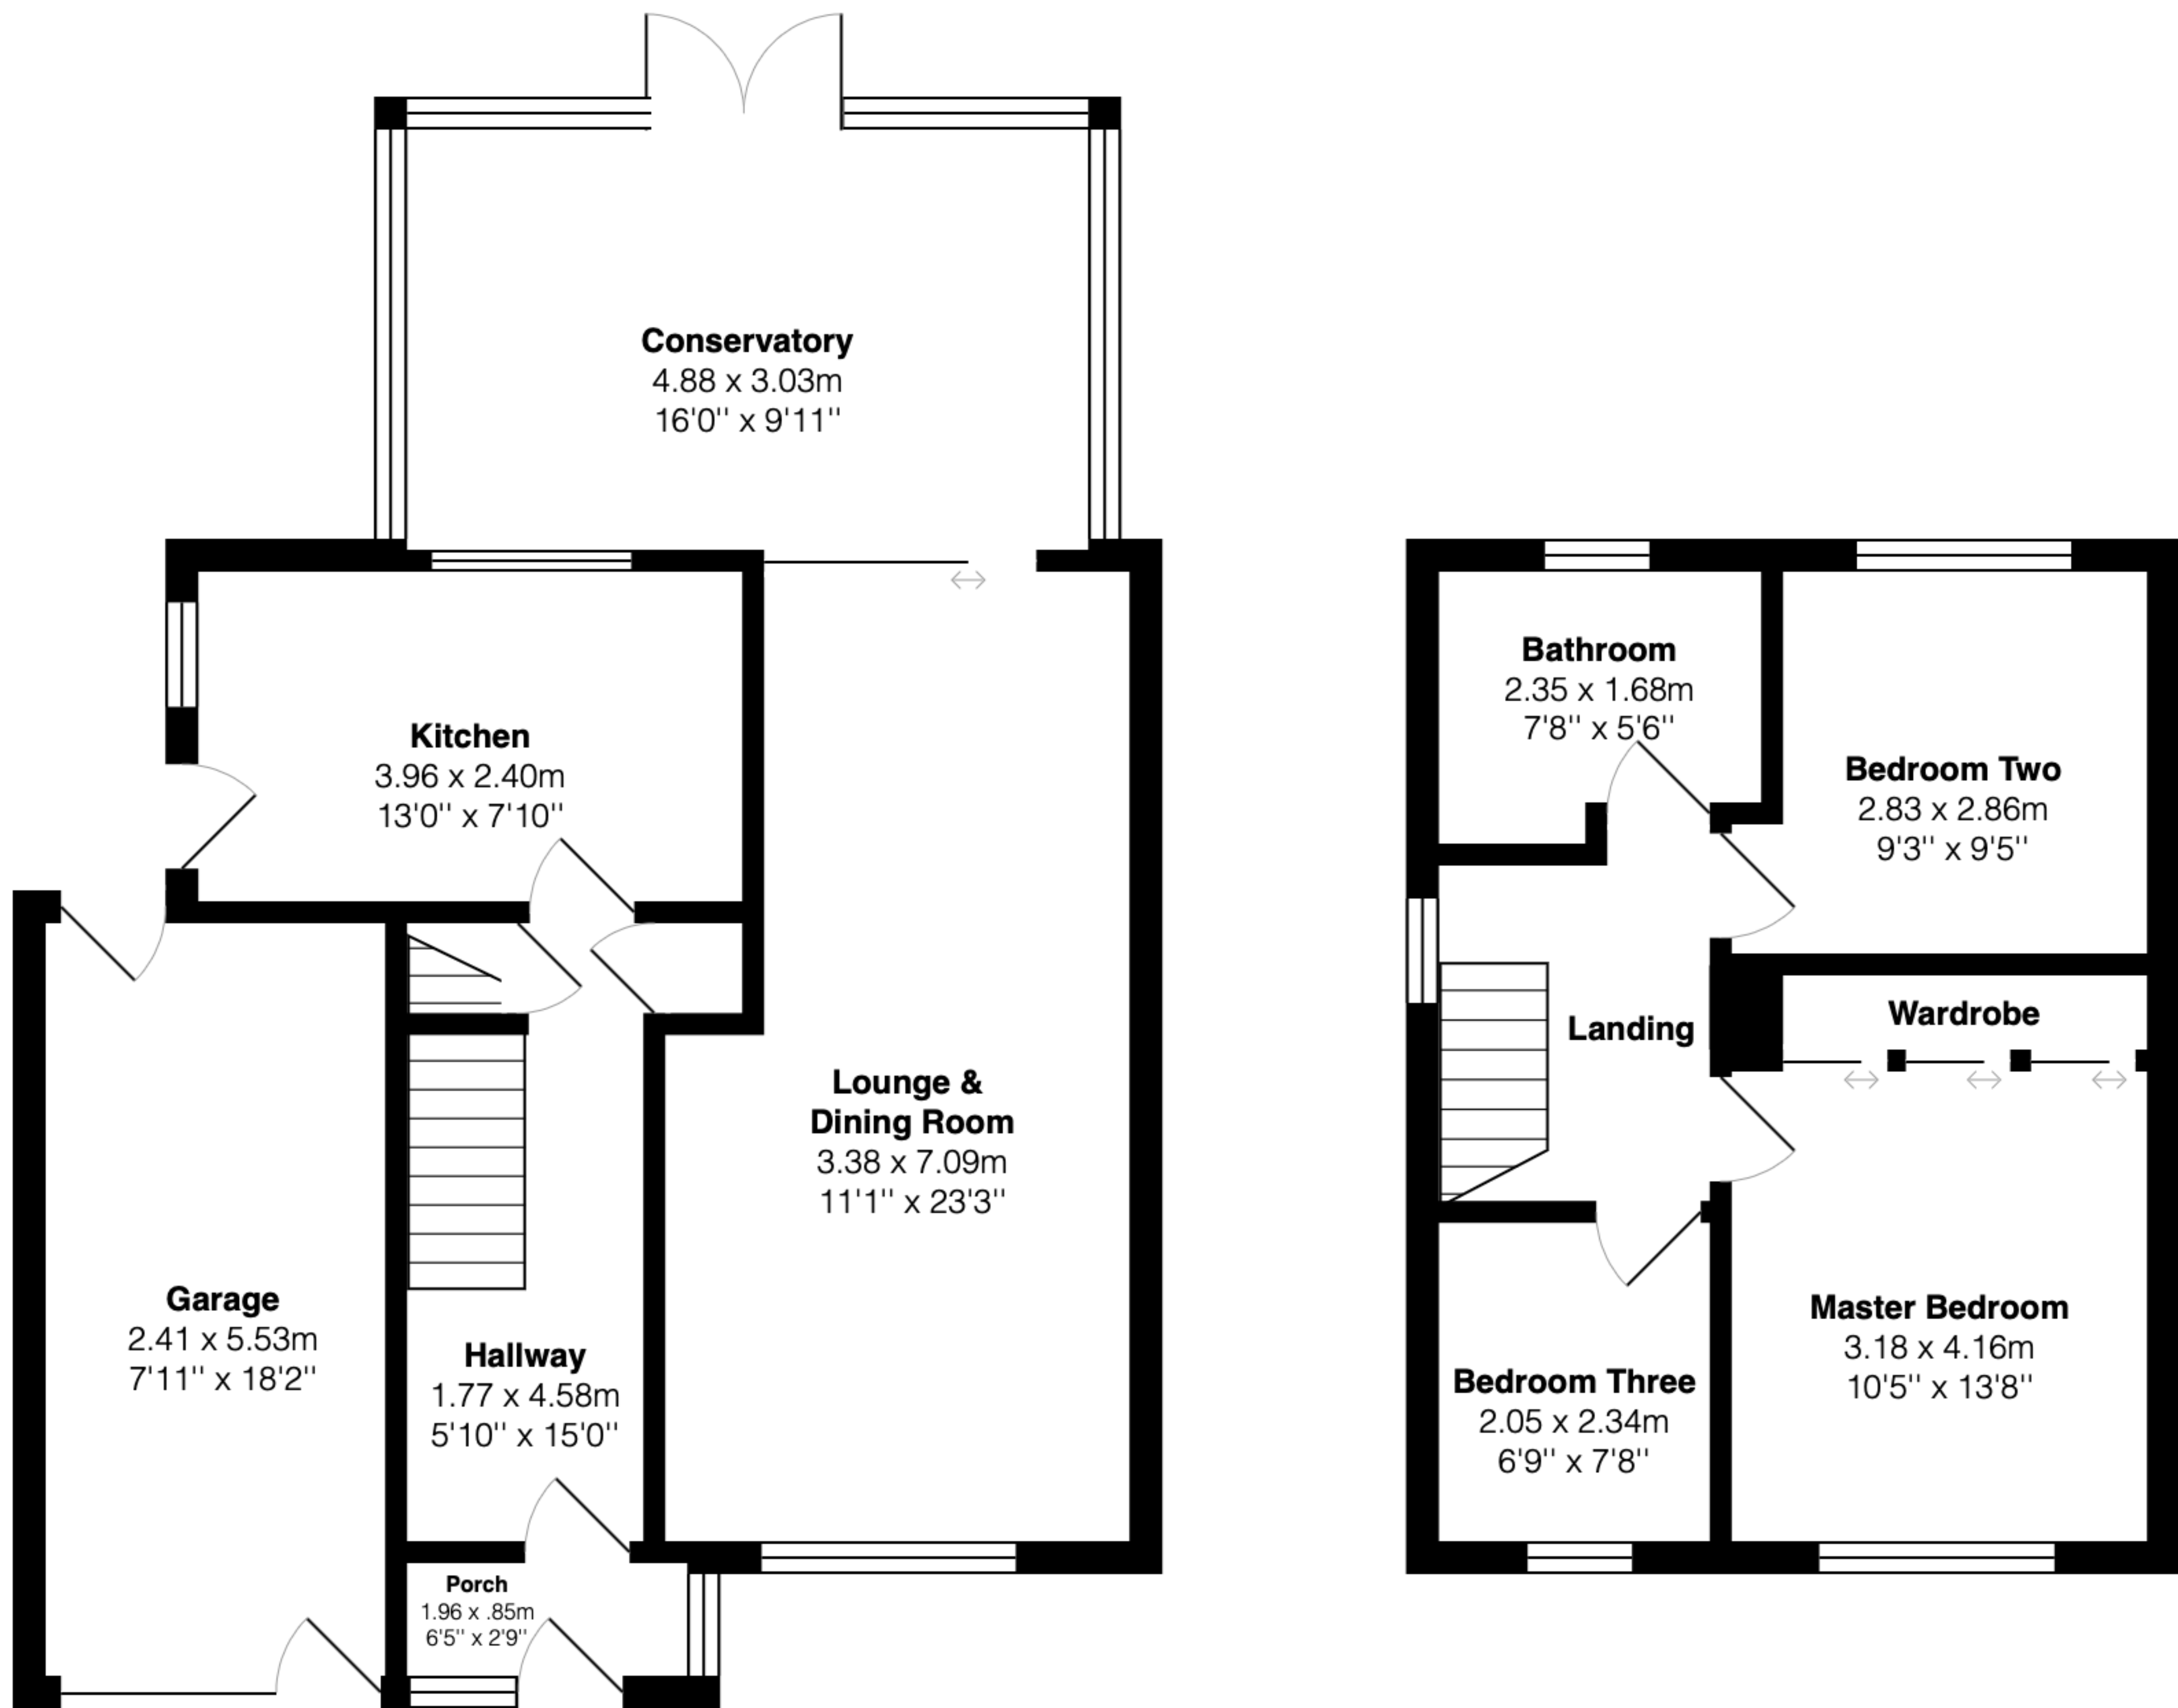 Conservatory
4.88 x 3.03m
16'0'' x 9'11''
Kitchen
3.96 x 2.40m
13'0'' x 7'10''
Lounge &
Dining Room
3.38 x 7.09m
11'1'' x 23'3''
Garage
2.41 x 5.53m
7'11'' x 18'2''
Hallway
1.77 x 4.58m
5'10'' x 15'0''
Porch
1.96 x .85m
6'5'' x 2'9''
Bathroom
2.35 x 1.68m
7'8'' x 5'6''
Bedroom Two
2.83 x 2.86m
9'3'' x 9'5''
Landing
Wardrobe
Master Bedroom
3.18 x 4.16m
10'5'' x 13'8''
Bedroom Three
2.05 x 2.34m
6'9'' x 7'8''